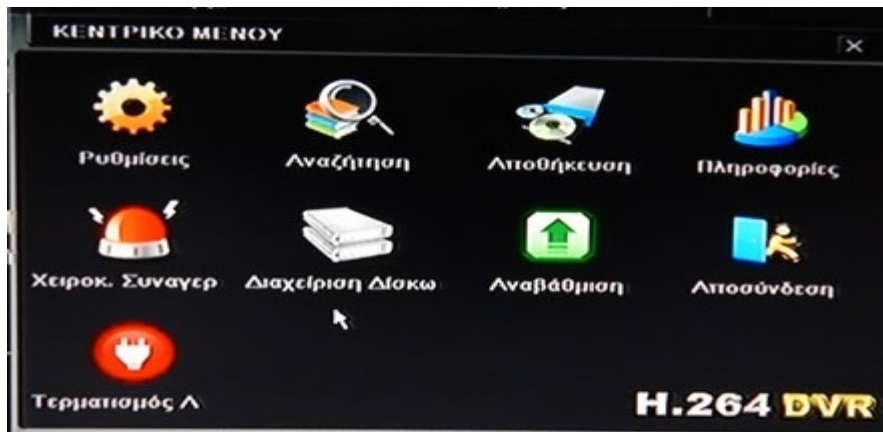 ΚΕΝΤΡΙΚΟ ΜΕΝΟΥ
Ρυθμίσεις Αναζήτηση Αποθήκευση Πληροφορίες
Χειροκ. Συναγερ Διαχείριση Δίσκω Αναβάθμιση Αποσύνδεση
Τερματισμός Λ
H.264 DVR